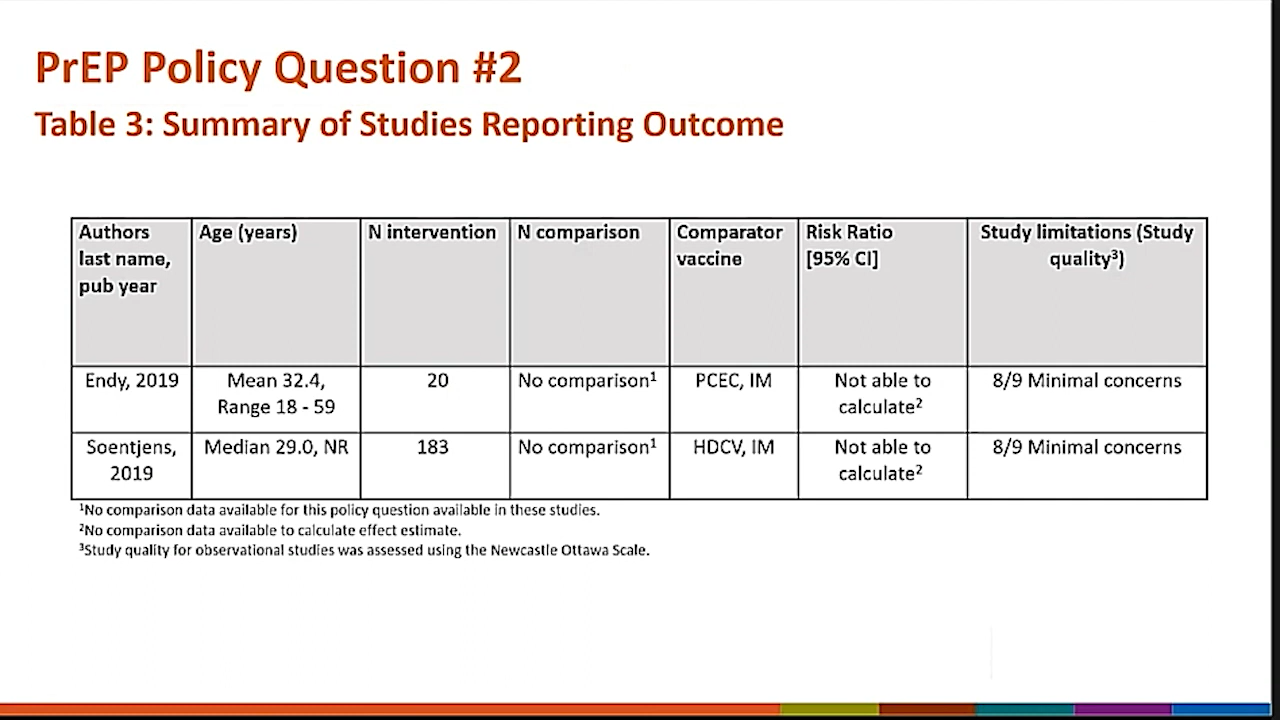 PrEP Policy Question #2
Table 3: Summary of Studies Reporting Outcome
Authors last name, pub year Age (years) N intervention N comparison Comparator vaccine Risk Ratio [95% CI] Study limitations (Study quality³)
Endy, 2019 Mean 32.4, Range 18 - 59 20 No comparison¹ PCEC, IM Not able to calculate² 8/9 Minimal concerns
Soentjens, 2019 Median 29.0, NR 183 No comparison¹ HDCV, IM Not able to calculate² 8/9 Minimal concerns
¹No comparison data available for this policy question available in these studies.
²No comparison data available to calculate effect estimate.
³Study quality for observational studies was assessed using the Newcastle Ottawa Scale.